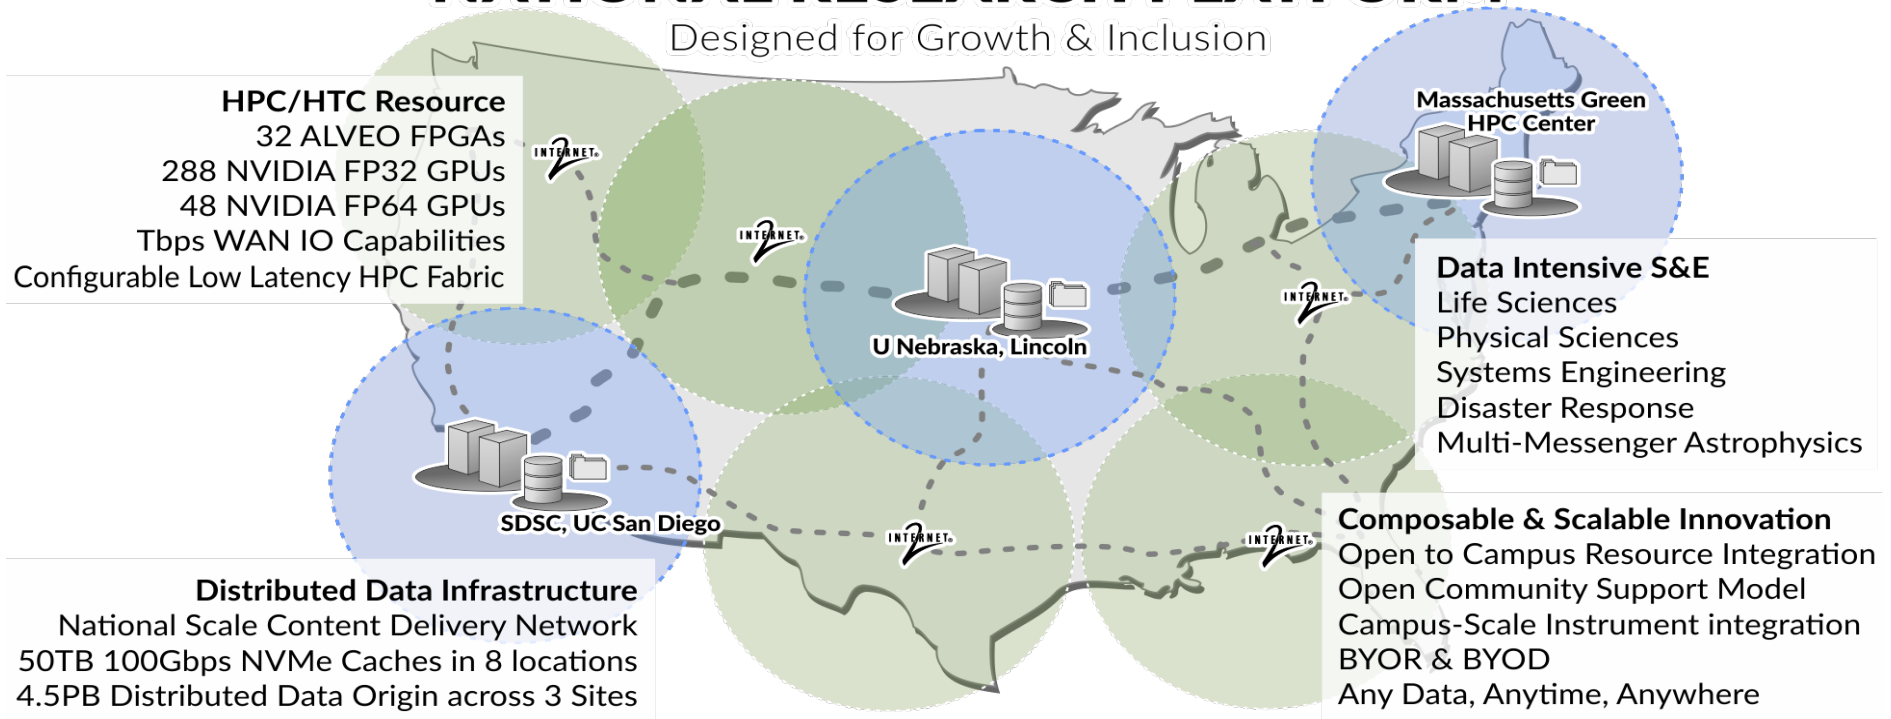 NATIONAL RESEARCH PLATFORM
Designed for Growth & Inclusion
HPC/HTC Resource
32 ALVEO FPGAs
288 NVIDIA FP32 GPUs
48 NVIDIA FP64 GPUs
Tbps WAN IO Capabilities
Configurable Low Latency HPC Fabric
INTERNET2®
INTERNET2®
U Nebraska, Lincoln
Massachusetts Green
HPC Center
INTERNET2®
Data Intensive S&E
Life Sciences
Physical Sciences
Systems Engineering
Disaster Response
Multi-Messenger Astrophysics
SDSC, UC San Diego
INTERNET2®
INTERNET2®
Distributed Data Infrastructure
National Scale Content Delivery Network
50TB 100Gbps NVMe Caches in 8 locations
4.5PB Distributed Data Origin across 3 Sites
Composable & Scalable Innovation
Open to Campus Resource Integration
Open Community Support Model
Campus-Scale Instrument integration
BYOR & BYOD
Any Data, Anytime, Anywhere